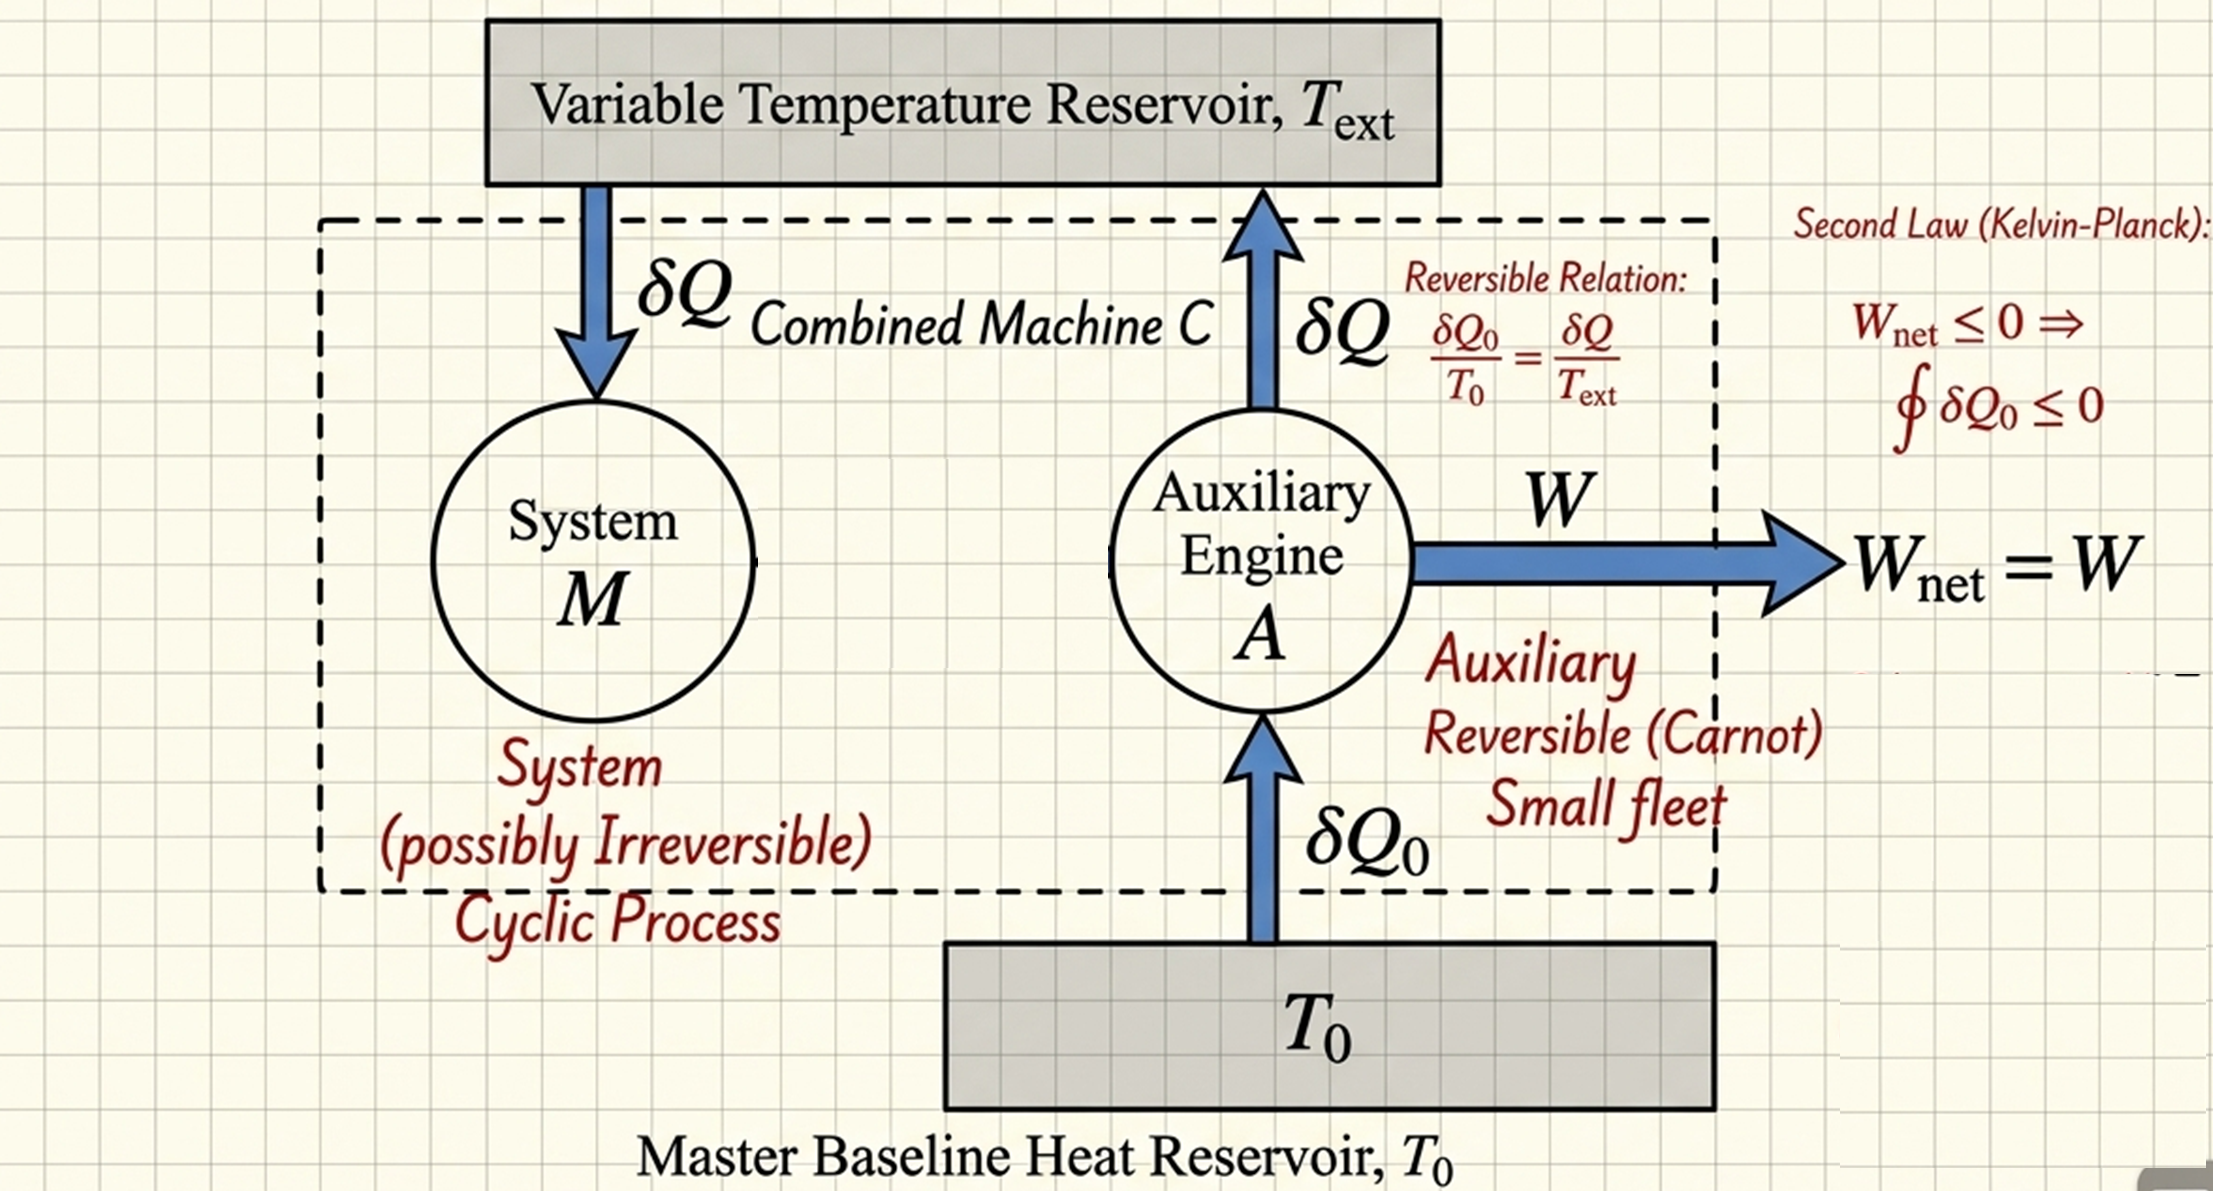 Variable Temperature Reservoir, T_ext
Second Law (Kelvin-Planck):
δQ
Combined Machine C
δQ
Reversible Relation:
δQ₀/T₀ = δQ/T_ext
W_net ≤ 0 ⇒
∮ δQ₀ ≤ 0
System
M
Auxiliary
Engine
A
W
W_net = W
Auxiliary
Reversible (Carnot)
Small fleet
System
(possibly Irreversible)
Cyclic Process
δQ₀
T₀
Master Baseline Heat Reservoir, T₀